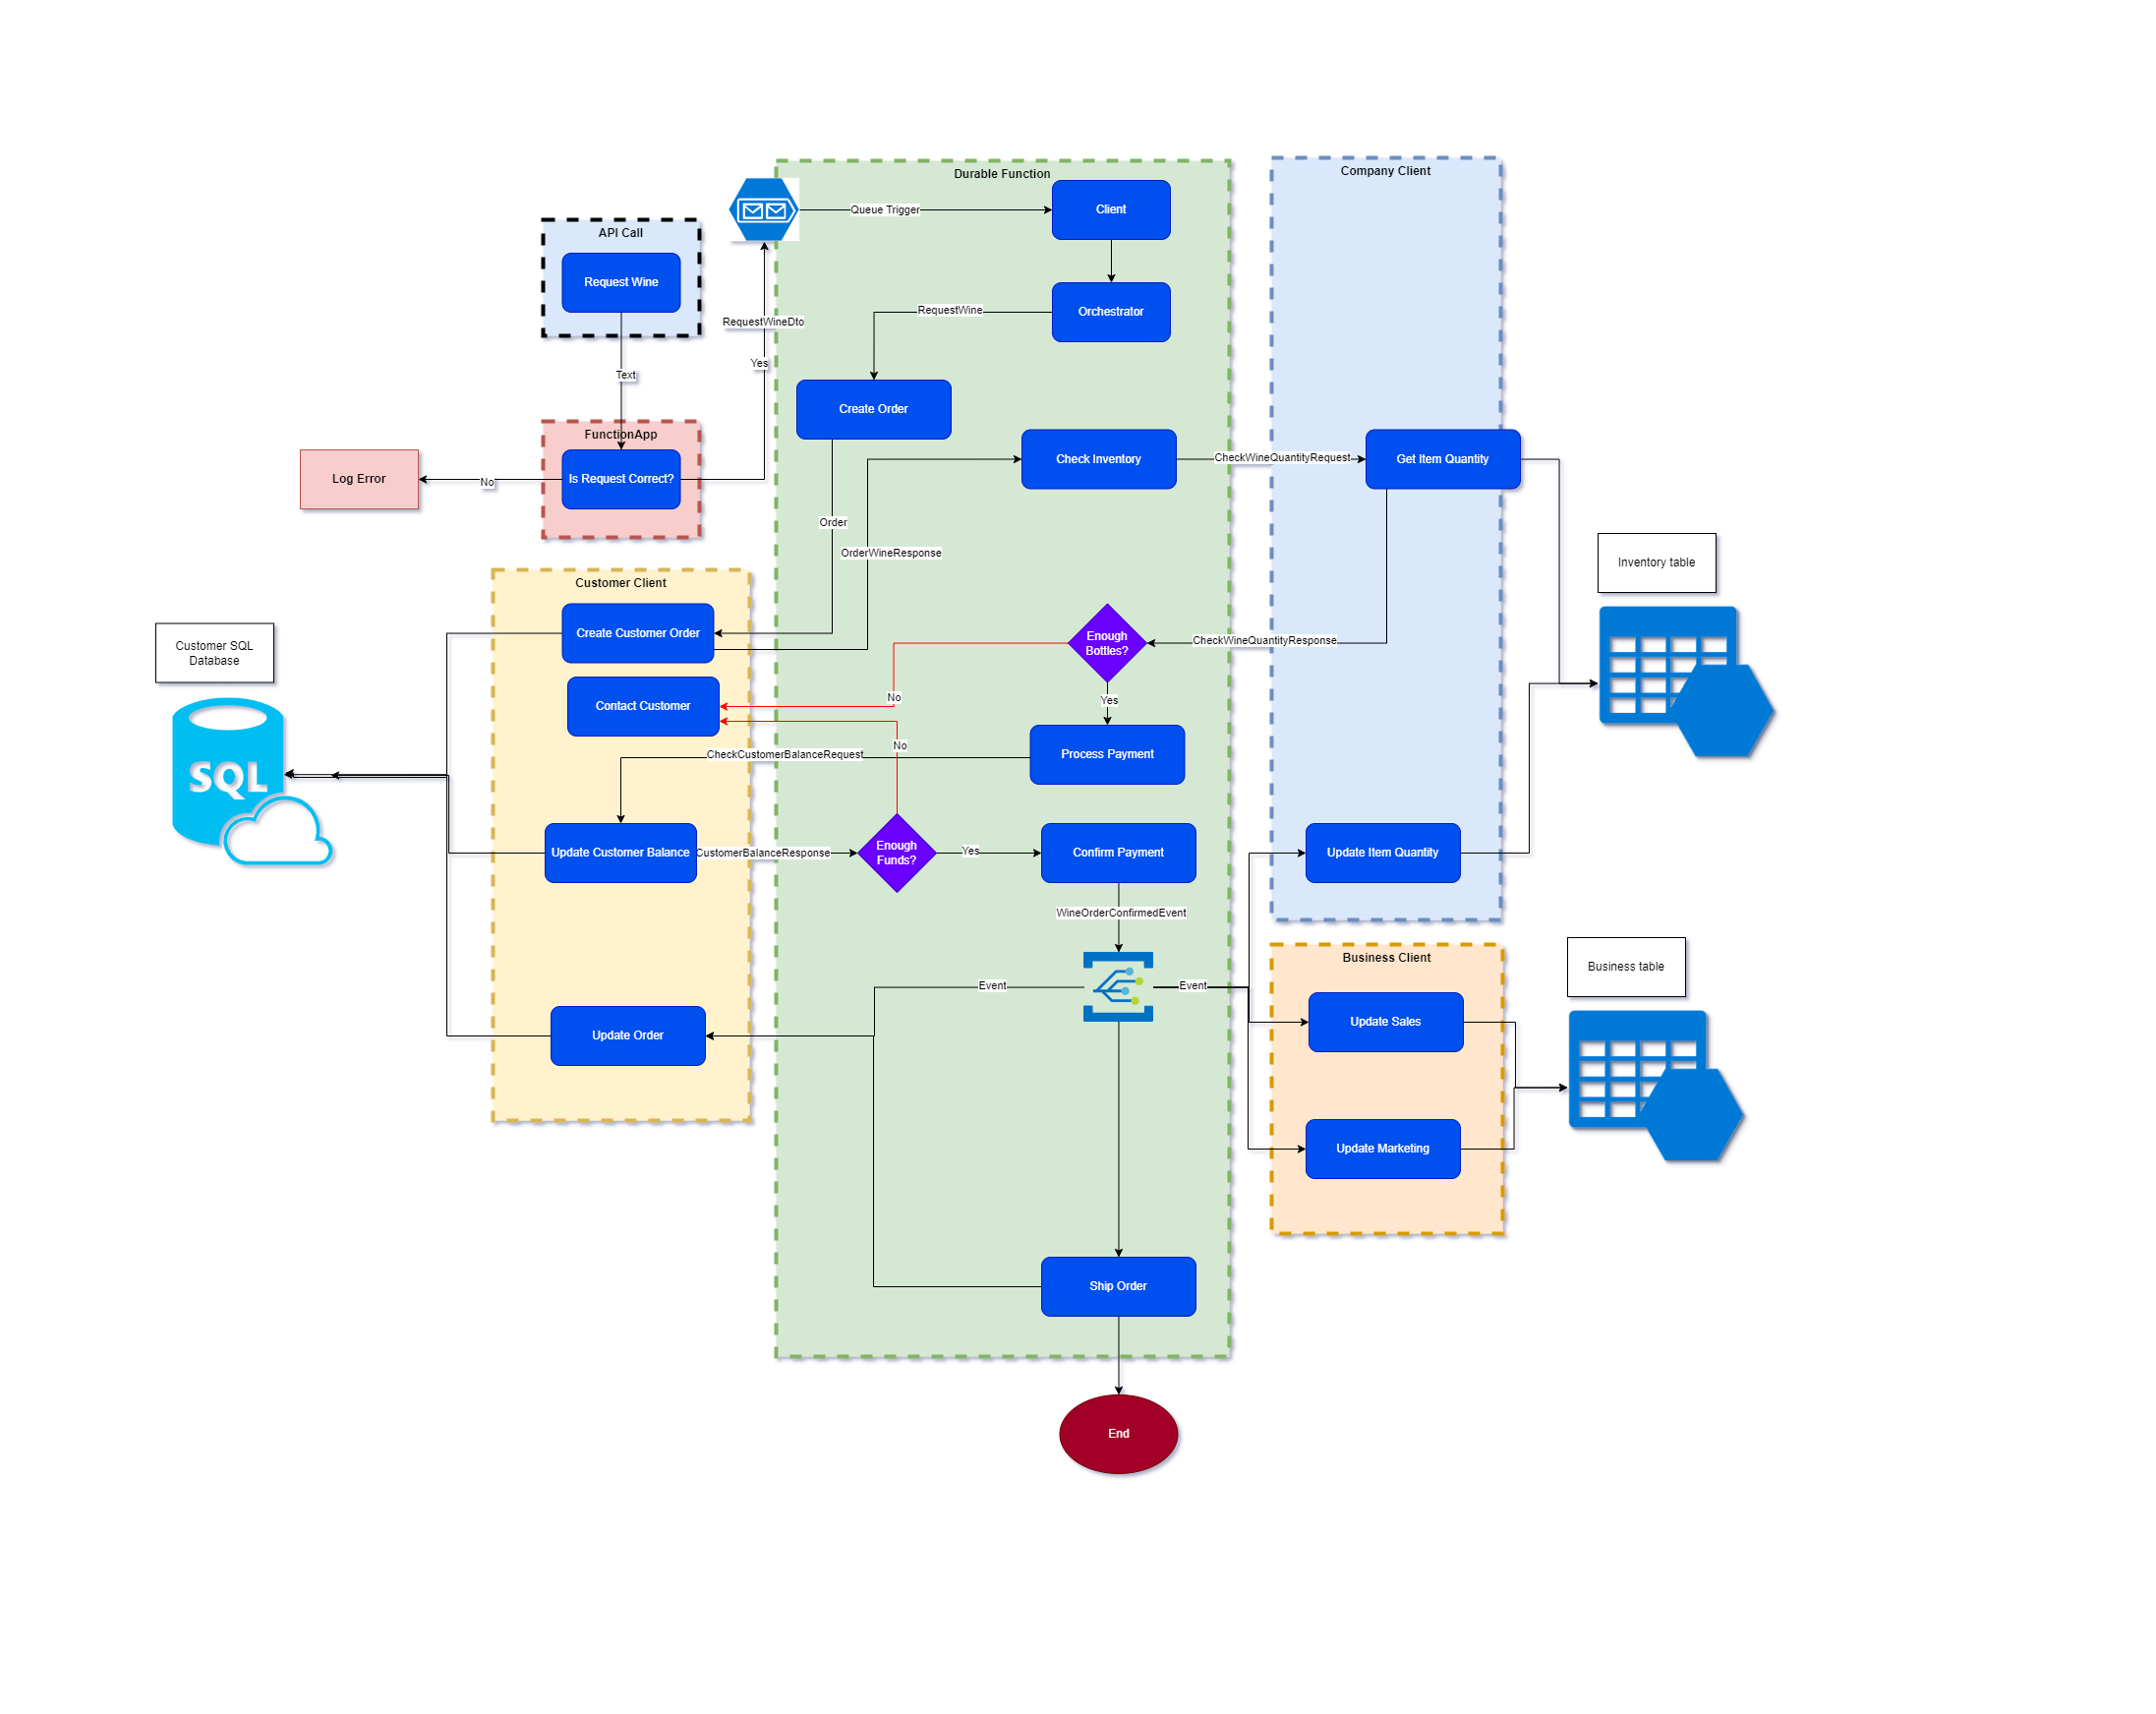 Durable Function
Company Client
Queue Trigger
Client
API Call
Request Wine
RequestWineDto
RequestWine
Orchestrator
Yes
Text
Create Order
FunctionApp
Log Error
No
Is Request Correct?
Check Inventory
CheckWineQuantityRequest
Get Item Quantity
Order
OrderWineResponse
Inventory table
Customer Client
Create Customer Order
Customer SQL
Database
Enough
Bottles?
CheckWineQuantityResponse
No
Yes
Contact Customer
No
CheckCustomerBalanceRequest
Process Payment
SQL
Update Customer Balance
CustomerBalanceResponse
Enough
Funds?
Yes
Confirm Payment
Update Item Quantity
WineOrderConfirmedEvent
Business Client
Business table
Event
Event
Update Order
Update Sales
Update Marketing
Ship Order
End